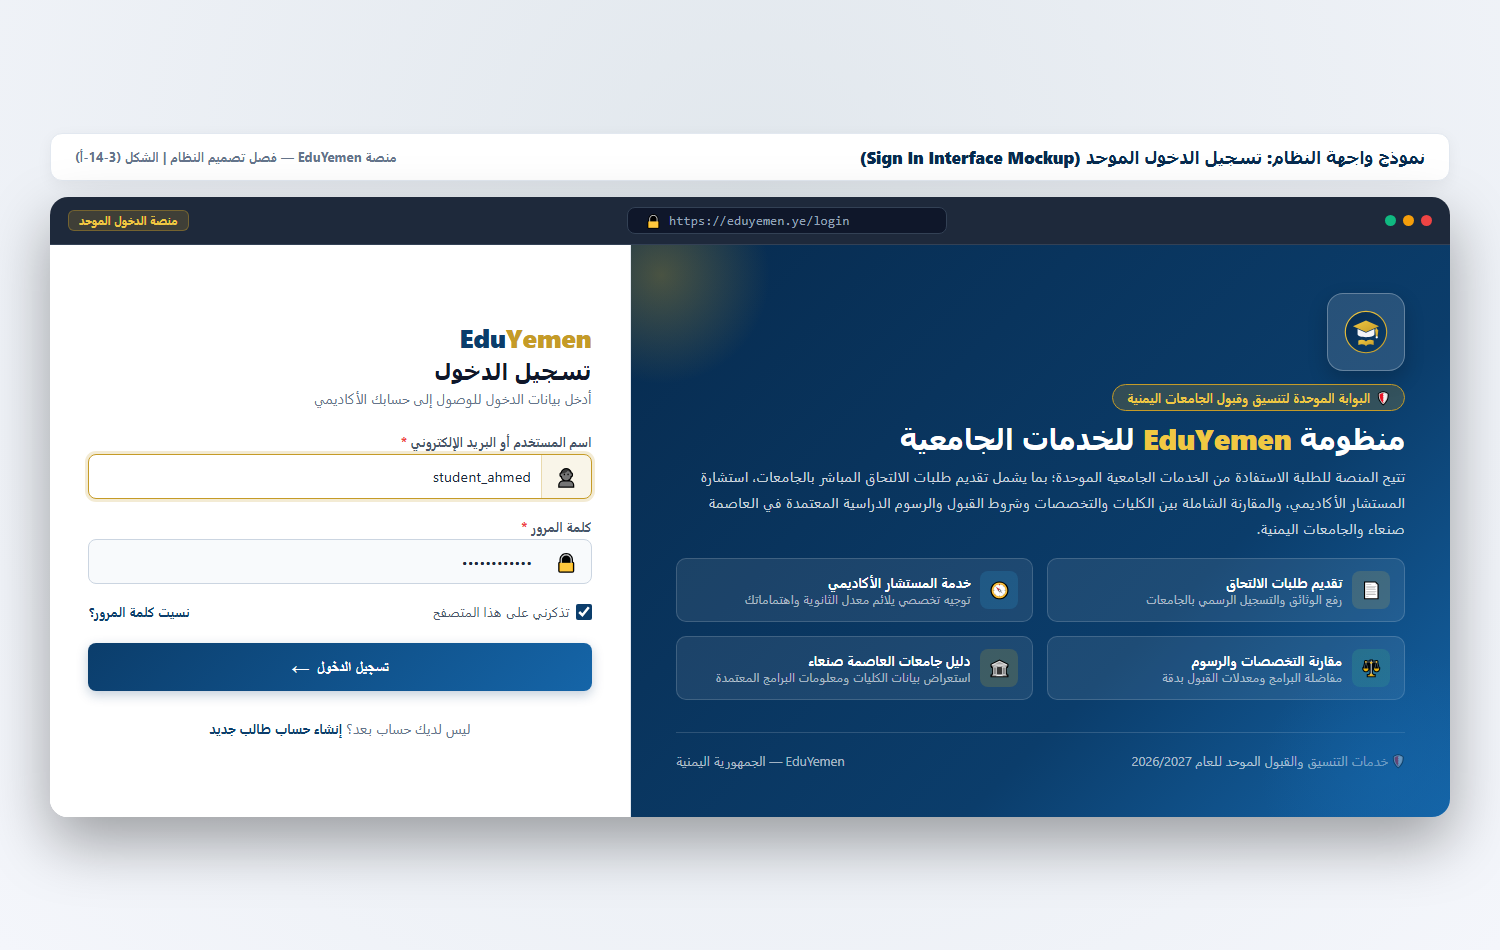 نموذج واجهة النظام: تسجيل الدخول الموحد (Sign In Interface Mockup)
منصة EduYemen — فصل تصميم النظام | الشكل (3-14-أ)
https://eduyemen.ye/login
منصة الدخول الموحد
البوابة الموحدة لتنسيق وقبول الجامعات اليمنية
منظومة EduYemen للخدمات الجامعية
تتيح المنصة للطلبة الاستفادة من الخدمات الجامعية الموحدة؛ بما يشمل تقديم طلبات الالتحاق المباشر بالجامعات، استشارة
المستشار الأكاديمي، والمقارنة الشاملة بين الكليات والتخصصات وشروط القبول والرسوم الدراسية المعتمدة في العاصمة
صنعاء والجامعات اليمنية.
تقديم طلبات الالتحاق
رفع الوثائق والتسجيل الرسمي بالجامعات
خدمة المستشار الأكاديمي
توجيه تخصصي يلائم معدل الثانوية واهتماماتك
مقارنة التخصصات والرسوم
مفاضلة البرامج ومعدلات القبول بدقة
دليل جامعات العاصمة صنعاء
استعراض بيانات الكليات ومعلومات البرامج المعتمدة
خدمات التنسيق والقبول الموحد للعام 2026/2027
EduYemen — الجمهورية اليمنية
EduYemen
تسجيل الدخول
أدخل بيانات الدخول للوصول إلى حسابك الأكاديمي
اسم المستخدم أو البريد الإلكتروني *
student_ahmed
كلمة المرور *
••••••••••••
تذكرني على هذا المتصفح
نسيت كلمة المرور؟
تسجيل الدخول ←
ليس لديك حساب بعد؟ إنشاء حساب طالب جديد